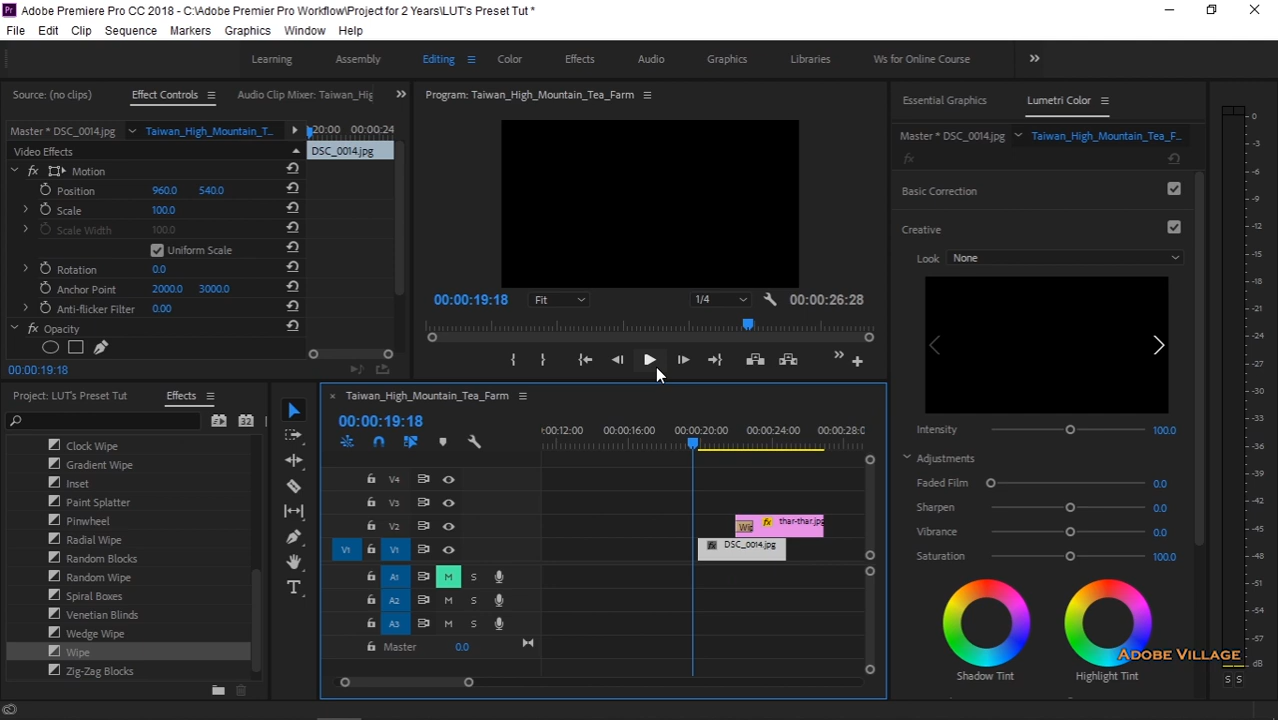 Adobe Premiere Pro CC 2018 - C:\Adobe Premier Pro Workflow\Project for 2 Years\LUT's Preset Tut *
File Edit Clip Sequence Markers Graphics Window Help
Learning Assembly Editing Color Effects Audio Graphics Libraries Ws for Online Course
Source: (no clips) Effect Controls Audio Clip Mixer: Taiwan_Hig
Master * DSC_0014.jpg Taiwan_High_Mountain_T...
:20:00 00:00:24
Video Effects
DSC_0014.jpg
fx Motion
Position 960.0 540.0
Scale 100.0
Scale Width 100.0
Uniform Scale
Rotation 0.0
Anchor Point 2000.0 3000.0
Anti-flicker Filter 0.00
fx Opacity
00:00:19:18
Program: Taiwan_High_Mountain_Tea_Farm
00:00:19:18 Fit 1/4 00:00:26:28
Essential Graphics Lumetri Color
Master * DSC_0014.jpg Taiwan_High_Mountain_Tea_F...
fx
Basic Correction
Creative
Look None
Intensity 100.0
Adjustments
Faded Film 0.0
Sharpen 0.0
Vibrance 0.0
Saturation 100.0
Shadow Tint Highlight Tint
Project: LUT's Preset Tut Effects
32
Clock Wipe
Gradient Wipe
Inset
Paint Splatter
Pinwheel
Radial Wipe
Random Blocks
Random Wipe
Spiral Boxes
Venetian Blinds
Wedge Wipe
Wipe
Zig-Zag Blocks
T
× Taiwan_High_Mountain_Tea_Farm
00:00:19:18
:00:12:00 00:00:16:00 00:00:20:00 00:00:24:00 00:00:28:0
V4
V3
V2 Wip fx thar-thar.jpg
V1 V1 fx DSC_0014.jpg
A1 M S
A2 M S
A3 M S
Master 0.0
0
-3
-6
-9
-12
-15
-18
-21
-24
-27
-30
-33
-36
-39
-42
-45
-48
-51
-54
-57
dB
S S
ADOBE VILLAGE